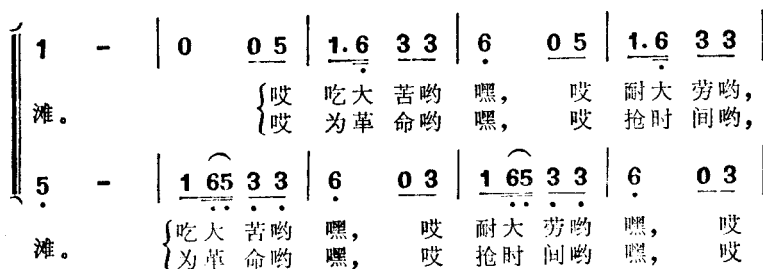 1 - | 0 0 5 | 1. 6 3 3 | 6 0 5 | 1. 6 3 3 |
滩。 {哎 吃大 苦哟 嘿, 哎 耐大 劳哟,
{哎 为革 命哟 嘿, 哎 抢时 间哟,
5 - | 1 65 3 3 | 6 0 3 | 1 65 3 3 | 6 0 3
滩。 {吃大 苦哟 嘿, 哎 耐大 劳哟 嘿, 哎
{为革 命哟 嘿, 哎 抢时 间哟 嘿, 哎